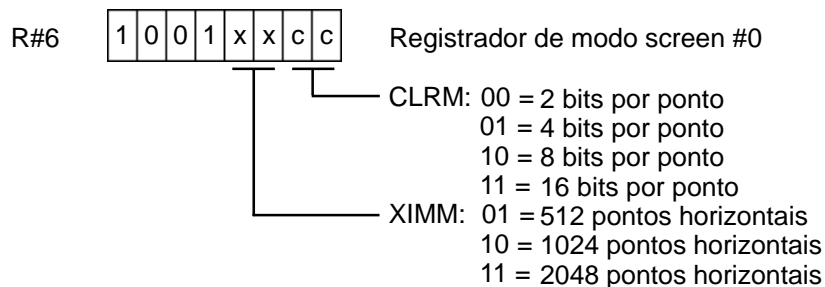 R#6 1 0 0 1 x x c c Registrador de modo screen #0
CLRM: 00 = 2 bits por ponto
01 = 4 bits por ponto
10 = 8 bits por ponto
11 = 16 bits por ponto
XIMM: 01 = 512 pontos horizontais
10 = 1024 pontos horizontais
11 = 2048 pontos horizontais